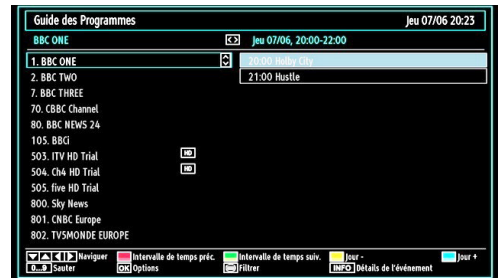 Guide des Programmes Jeu 07/06 20:23
BBC ONE <> Jeu 07/06, 20:00-22:00
1. BBC ONE 20:00 Holby City
2. BBC TWO 21:00 Hustle
7. BBC THREE
70. CBBC Channel
80. BBC NEWS 24
105. BBCi
503. ITV HD Trial HD
504. Ch4 HD Trial HD
505. five HD Trial
800. Sky News
801. CNBC Europe
802. TV5MONDE EUROPE
Naviguer Intervalle de temps préc. Intervalle de temps suiv. Jour - Jour +
0...9 Sauter OK Options Filtrer INFO Détails de l'événement